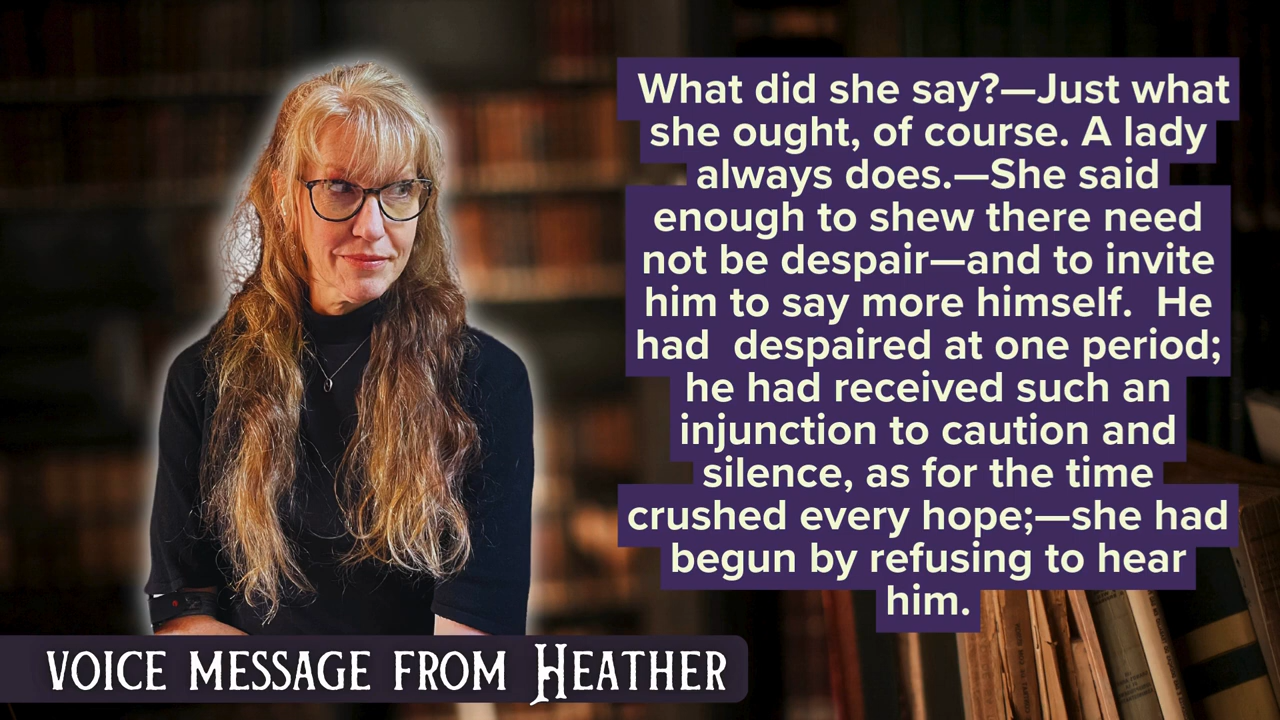 What did she say?—Just what
she ought, of course. A lady
always does.—She said
enough to shew there need
not be despair—and to invite
him to say more himself.  He
had  despaired at one period;
he had received such an
injunction to caution and
silence, as for the time
crushed every hope;—she had
begun by refusing to hear
him.
VOICE MESSAGE FROM HEATHER